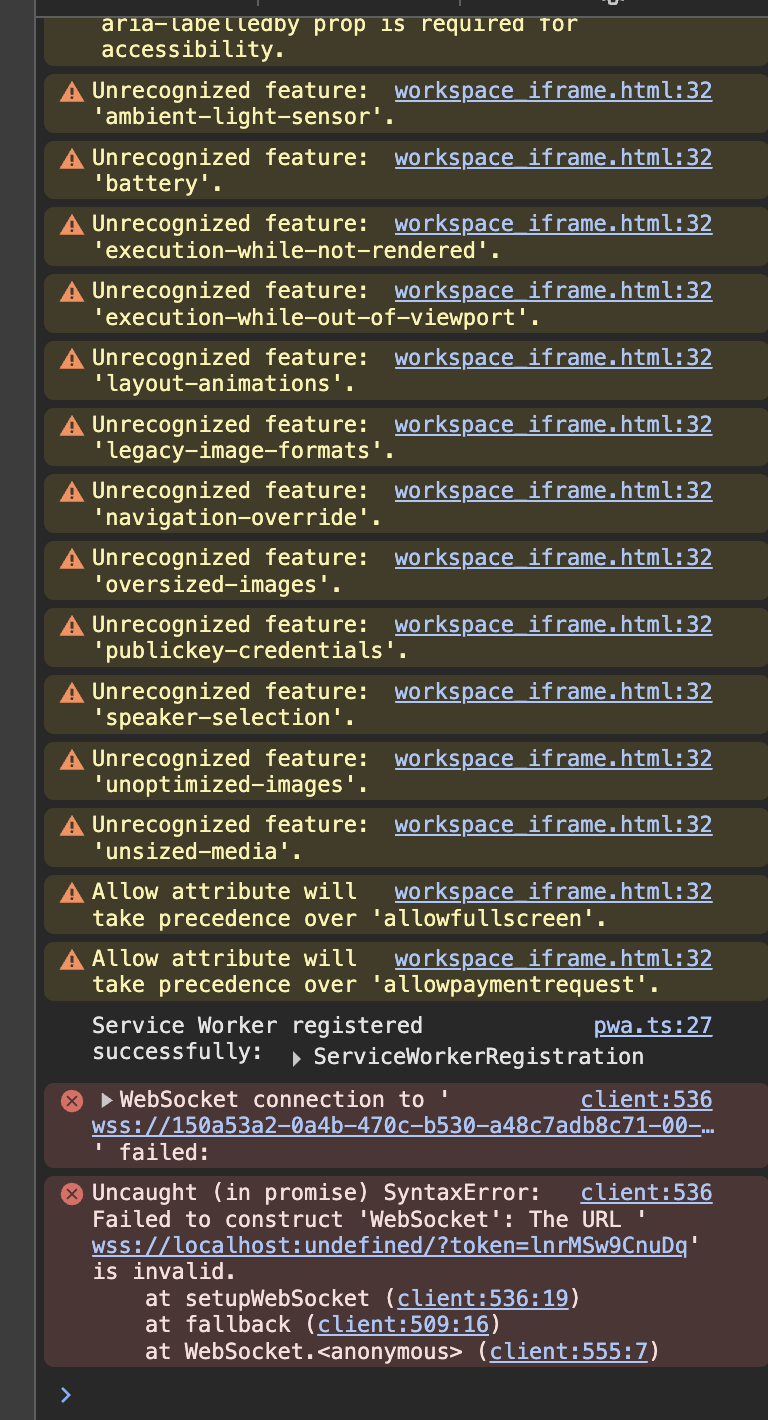 aria-labelledby prop is required for
accessibility.
Unrecognized feature: workspace_iframe.html:32
'ambient-light-sensor'.
Unrecognized feature: workspace_iframe.html:32
'battery'.
Unrecognized feature: workspace_iframe.html:32
'execution-while-not-rendered'.
Unrecognized feature: workspace_iframe.html:32
'execution-while-out-of-viewport'.
Unrecognized feature: workspace_iframe.html:32
'layout-animations'.
Unrecognized feature: workspace_iframe.html:32
'legacy-image-formats'.
Unrecognized feature: workspace_iframe.html:32
'navigation-override'.
Unrecognized feature: workspace_iframe.html:32
'oversized-images'.
Unrecognized feature: workspace_iframe.html:32
'publickey-credentials'.
Unrecognized feature: workspace_iframe.html:32
'speaker-selection'.
Unrecognized feature: workspace_iframe.html:32
'unoptimized-images'.
Unrecognized feature: workspace_iframe.html:32
'unsized-media'.
Allow attribute will workspace_iframe.html:32
take precedence over 'allowfullscreen'.
Allow attribute will workspace_iframe.html:32
take precedence over 'allowpaymentrequest'.
Service Worker registered pwa.ts:27
successfully: ServiceWorkerRegistration
WebSocket connection to ' client:536
wss://150a53a2-0a4b-470c-b530-a48c7adb8c71-00-…
' failed:
Uncaught (in promise) SyntaxError: client:536
Failed to construct 'WebSocket': The URL '
wss://localhost:undefined/?token=lnrMSw9CnuDq'
is invalid.
at setupWebSocket (client:536:19)
at fallback (client:509:16)
at WebSocket.<anonymous> (client:555:7)